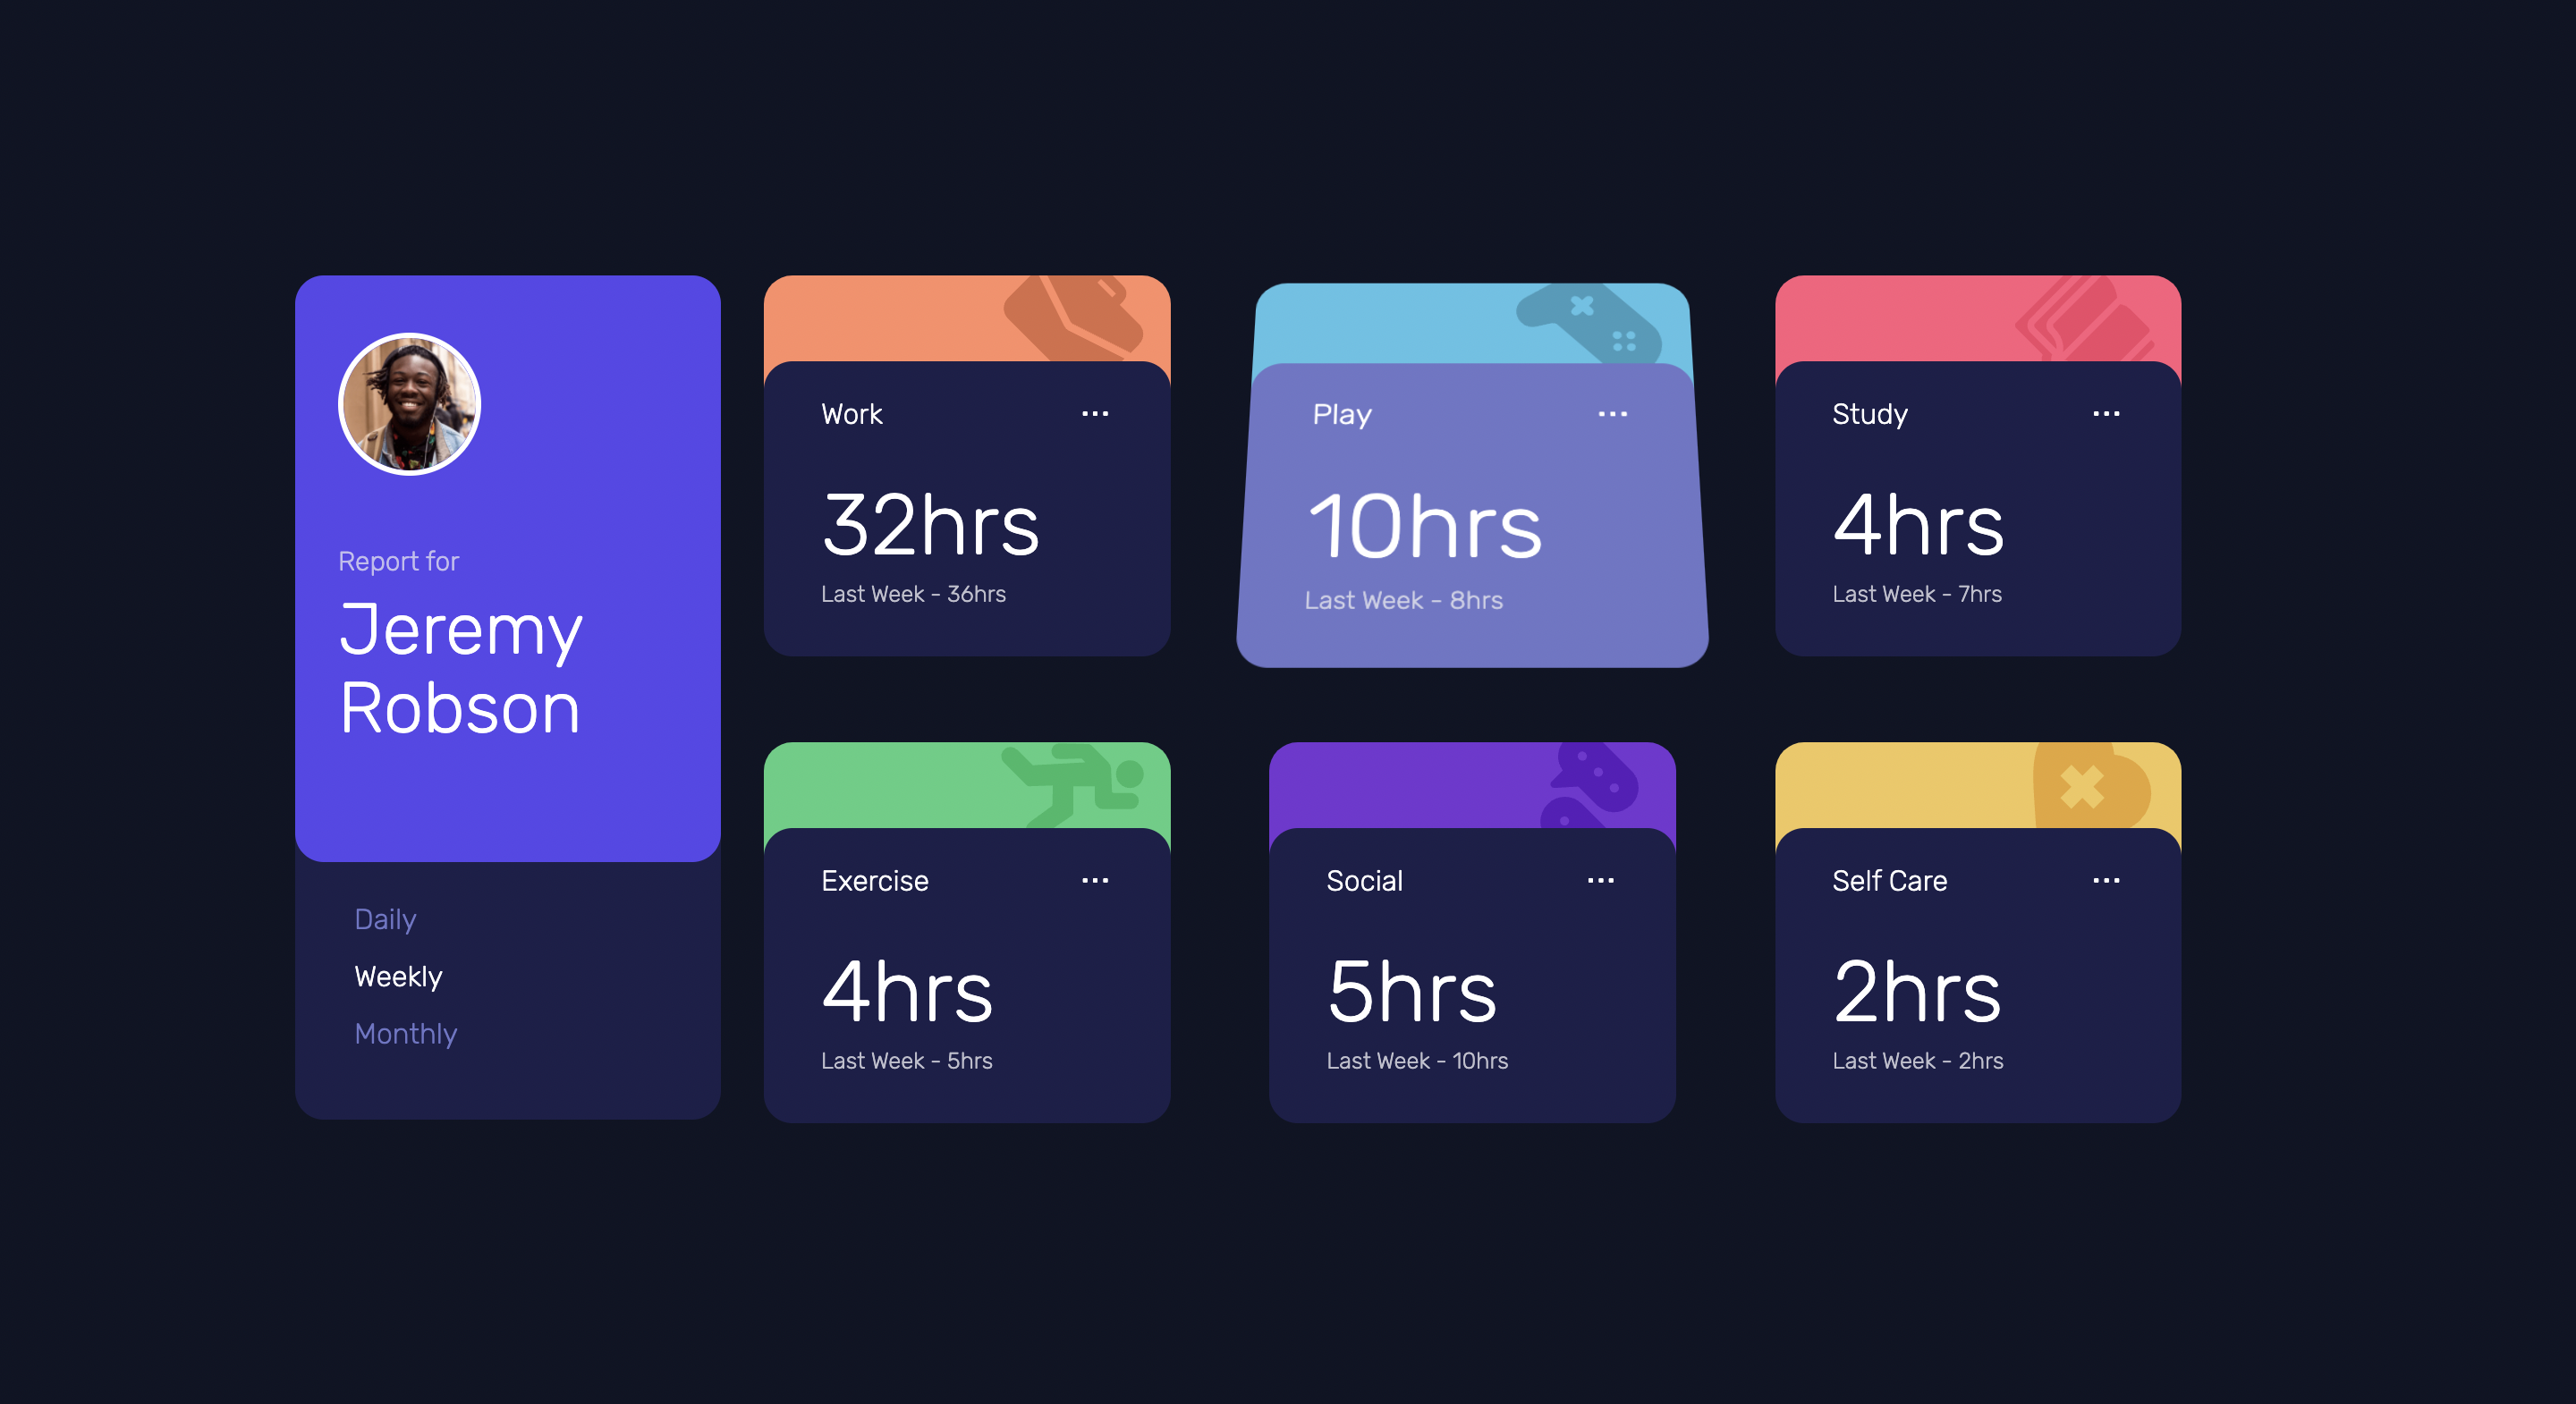 Report for
Jeremy
Robson
Daily
Weekly
Monthly
Work
32hrs
Last Week - 36hrs
Play
10hrs
Last Week - 8hrs
Study
4hrs
Last Week - 7hrs
Exercise
4hrs
Last Week - 5hrs
Social
5hrs
Last Week - 10hrs
Self Care
2hrs
Last Week - 2hrs